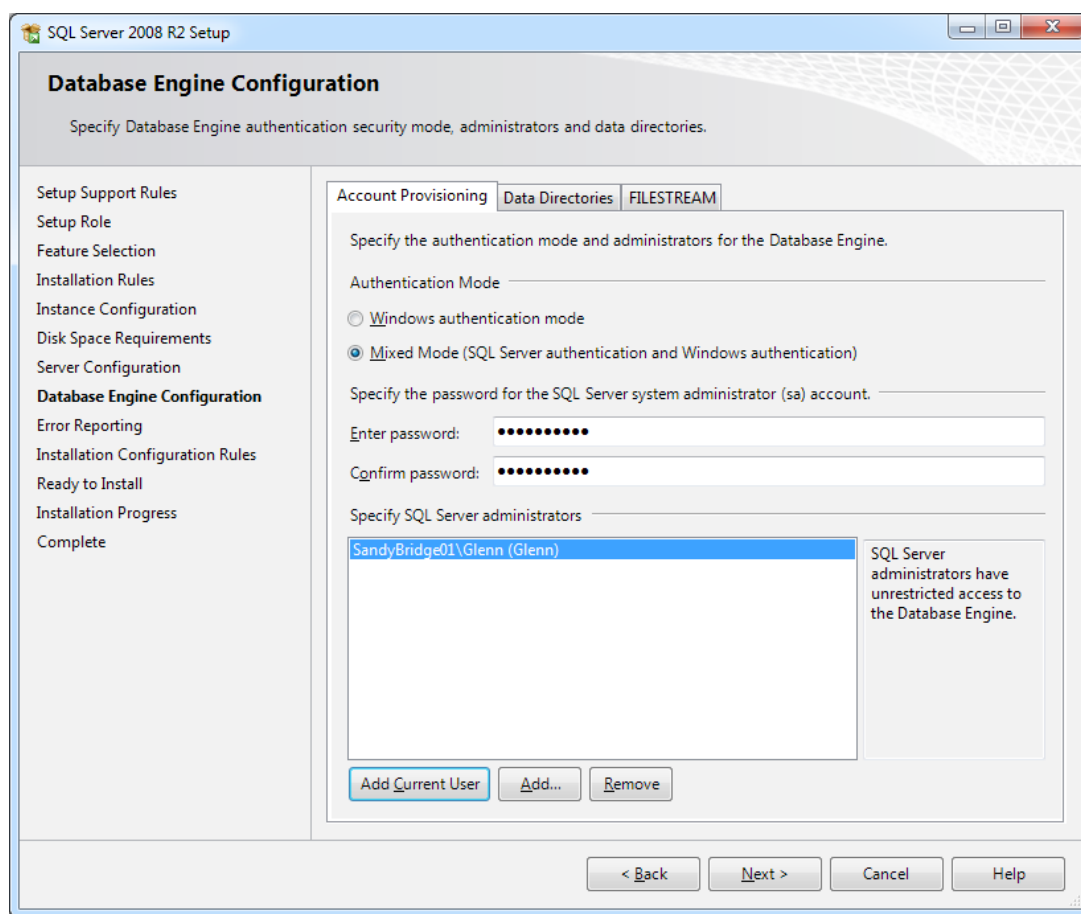 SQL Server 2008 R2 Setup
Database Engine Configuration
Specify Database Engine authentication security mode, administrators and data directories.
Setup Support Rules
Setup Role
Feature Selection
Installation Rules
Instance Configuration
Disk Space Requirements
Server Configuration
Database Engine Configuration
Error Reporting
Installation Configuration Rules
Ready to Install
Installation Progress
Complete
Account Provisioning
Data Directories
FILESTREAM
Specify the authentication mode and administrators for the Database Engine.
Authentication Mode
Windows authentication mode
Mixed Mode (SQL Server authentication and Windows authentication)
Specify the password for the SQL Server system administrator (sa) account.
Enter password: ●●●●●●●●●●
Confirm password: ●●●●●●●●●●
Specify SQL Server administrators
SandyBridge01\Glenn (Glenn)
SQL Server
administrators have
unrestricted access to
the Database Engine.
Add Current User
Add...
Remove
< Back
Next >
Cancel
Help